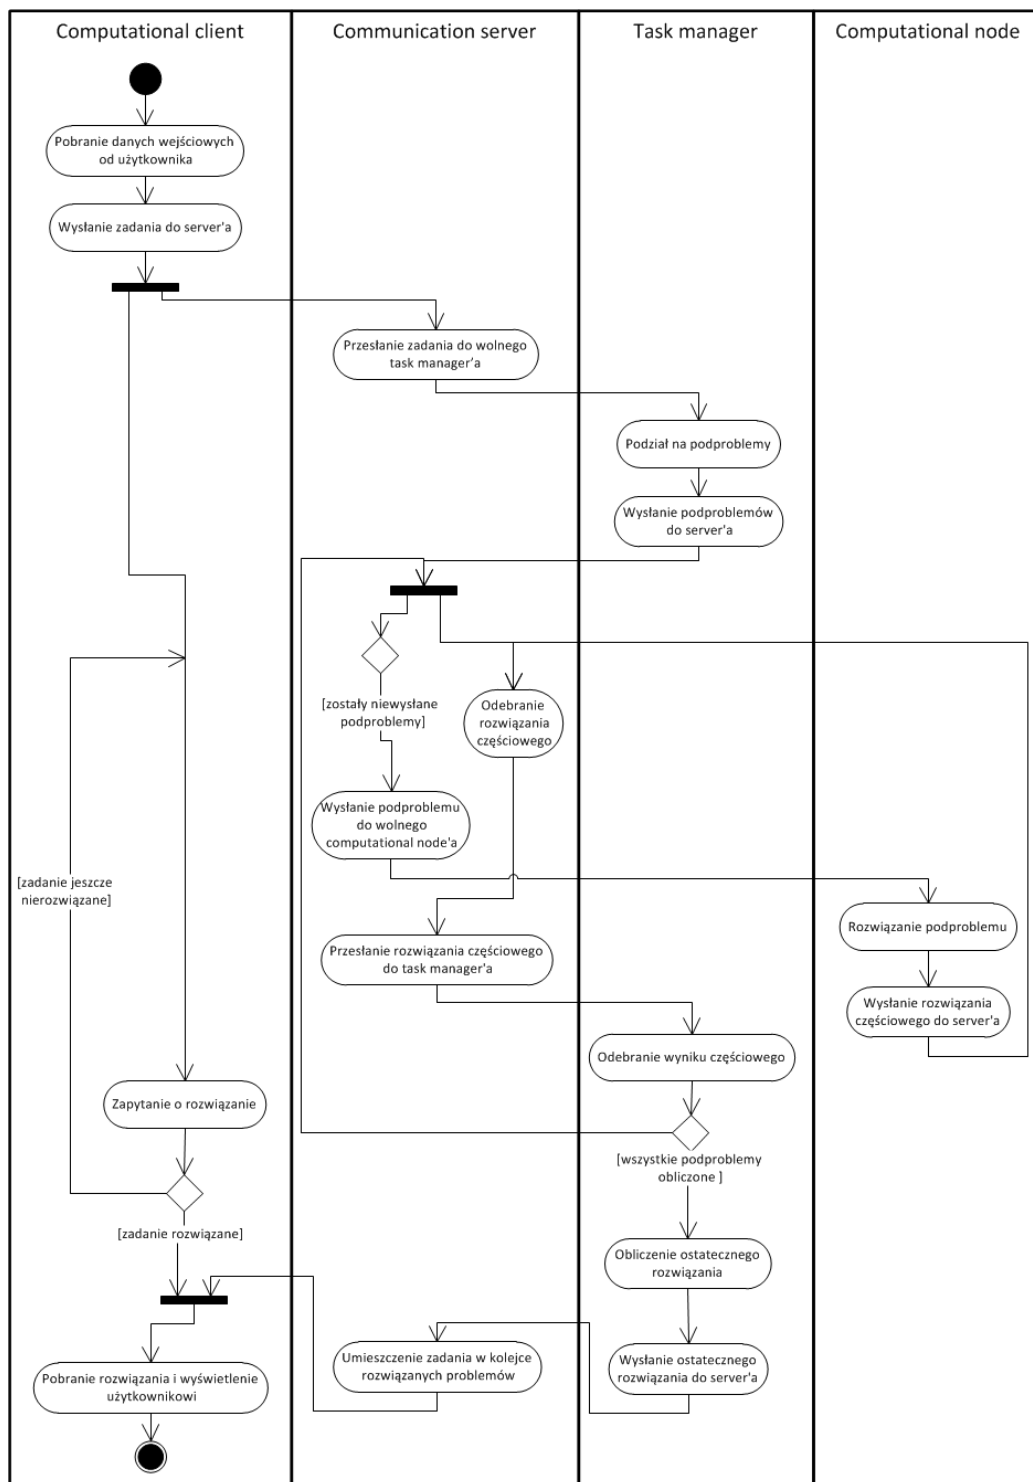 Computational client
Communication server
Task manager
Computational node
Pobranie danych wejściowych
od użytkownika
Wysłanie zadania do server'a
Przesłanie zadania do wolnego
task manager’a
Podział na podproblemy
Wysłanie podproblemów
do server'a
[zostały niewysłane
podproblemy]
Odebranie
rozwiązania
częściowego
Wysłanie podproblemu
do wolnego
computational node'a
[zadanie jeszcze
nierozwiązane]
Rozwiązanie podproblemu
Przesłanie rozwiązania częściowego
do task manager'a
Wysłanie rozwiązania
częściowego do server'a
Odebranie wyniku częściowego
Zapytanie o rozwiązanie
[wszystkie podproblemy
obliczone ]
[zadanie rozwiązane]
Obliczenie ostatecznego
rozwiązania
Umieszczenie zadania w kolejce
rozwiązanych problemów
Wysłanie ostatecznego
rozwiązania do server'a
Pobranie rozwiązania i wyświetlenie
użytkownikowi